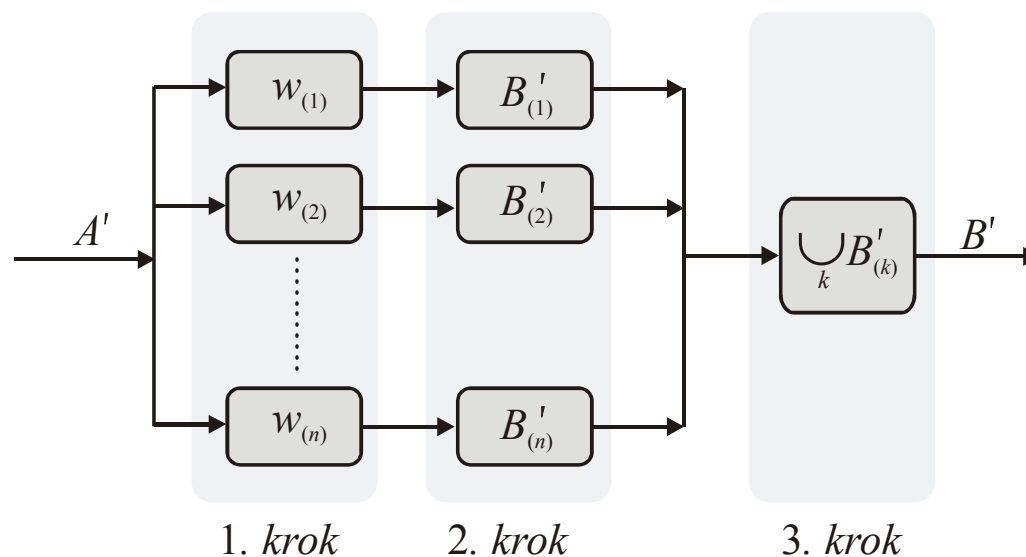 w(1) B'(1)
w(2) B'(2)
A' ⋃k B'(k) B'
w(n) B'(n)
1. krok 2. krok 3. krok